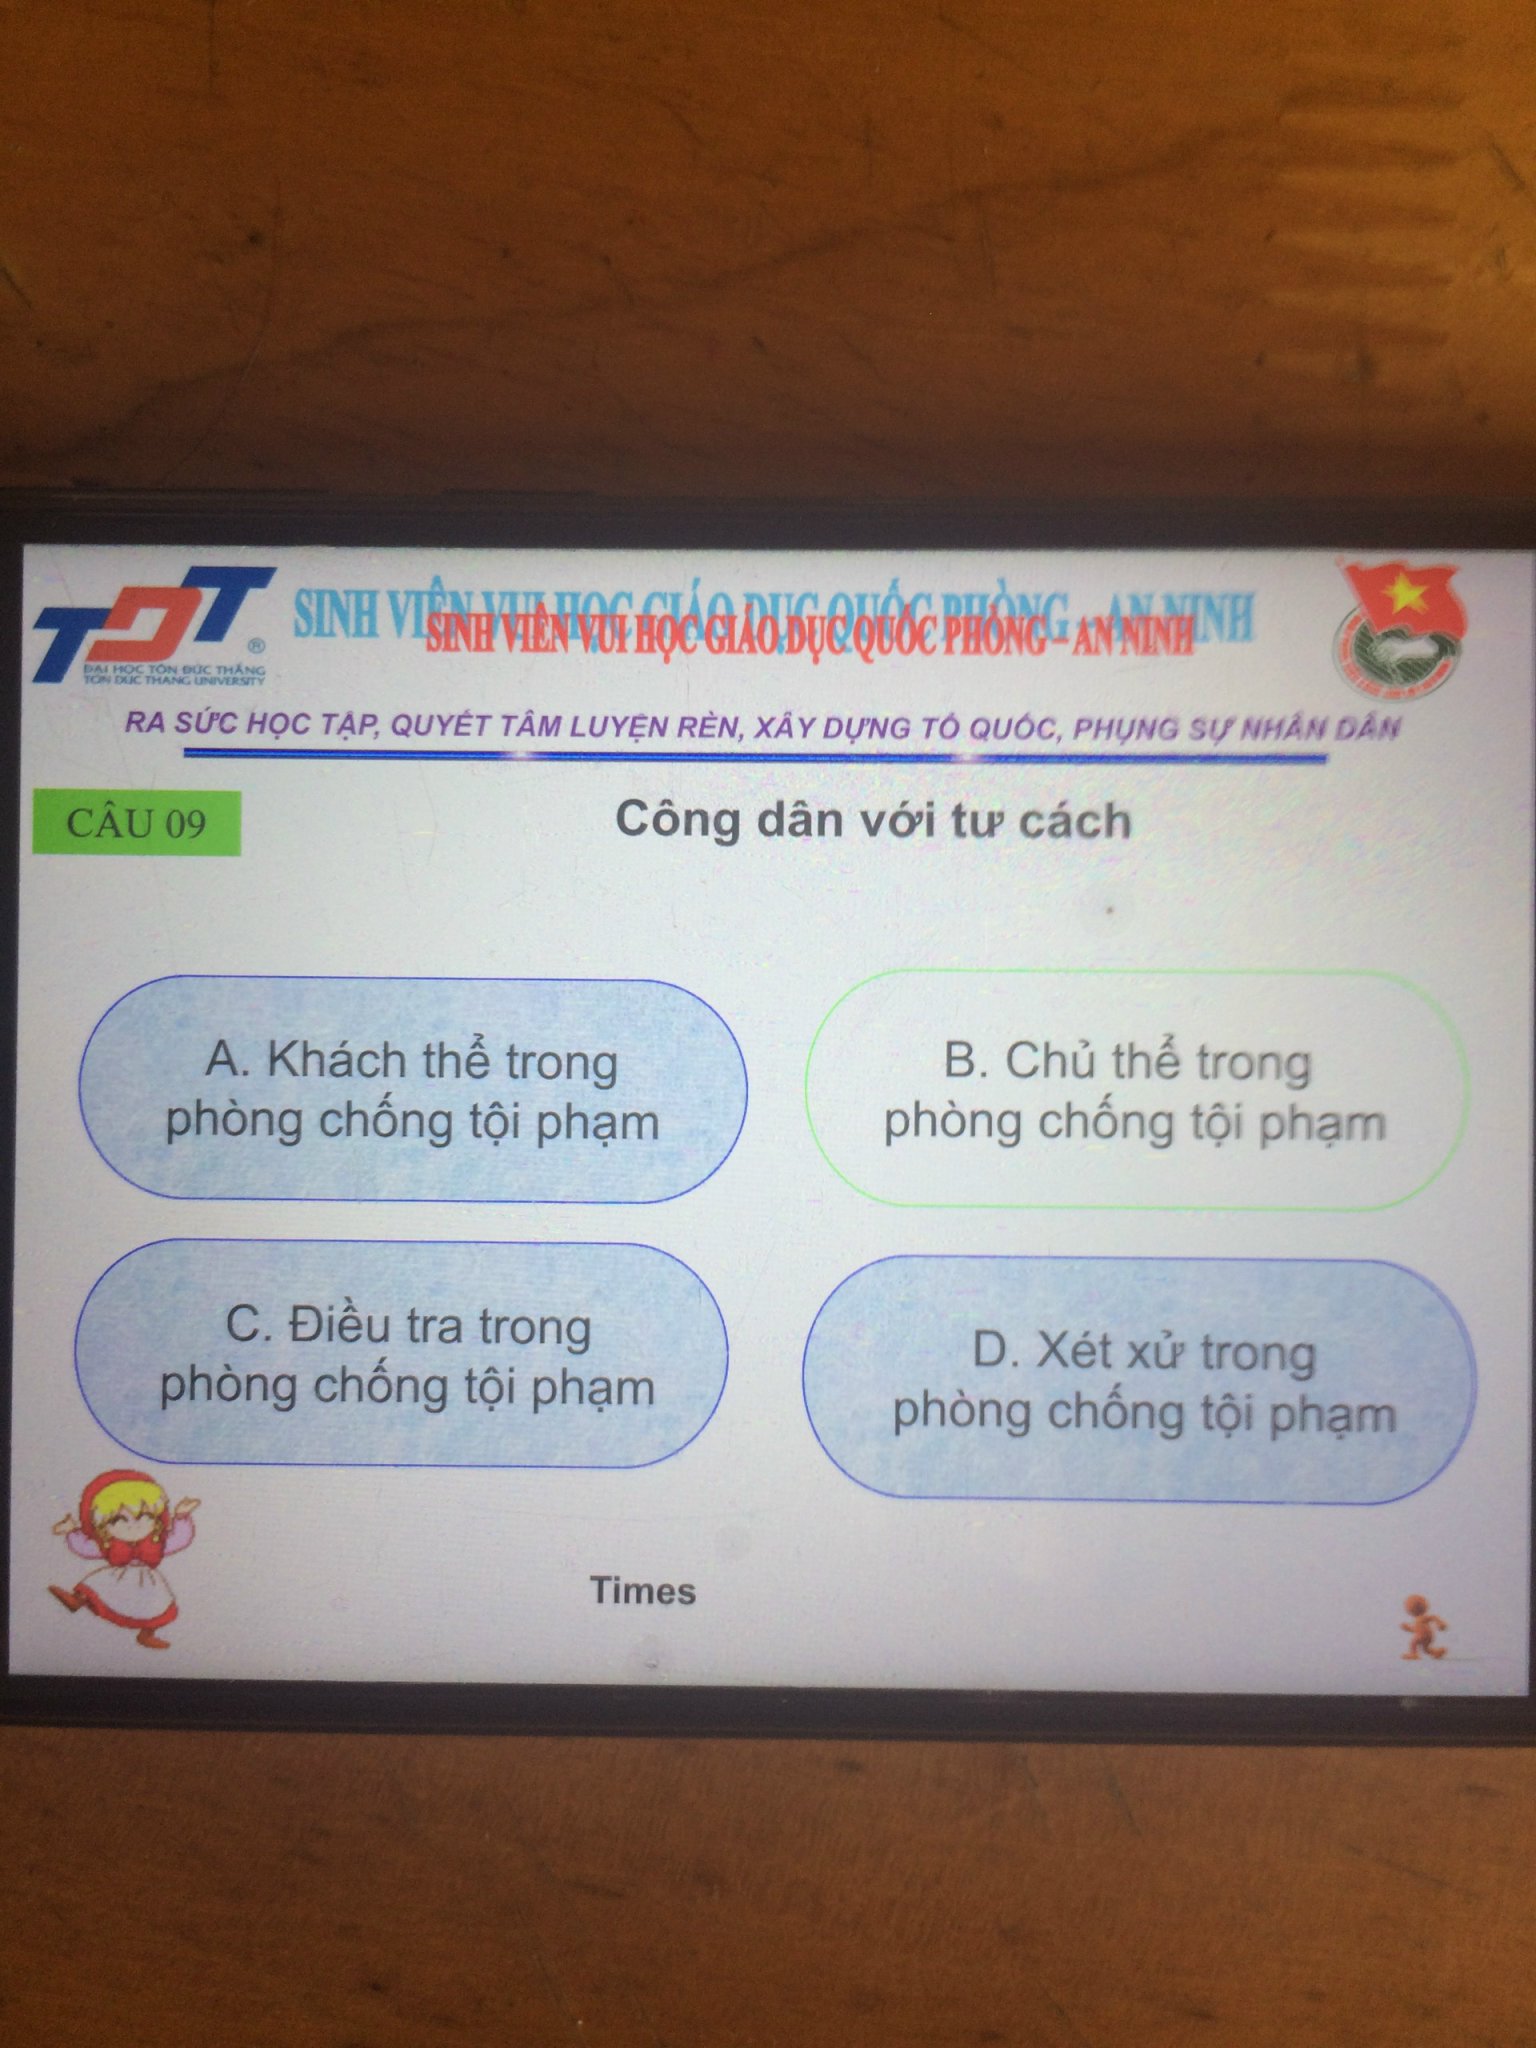 TDT
®
ĐẠI HỌC TÔN ĐỨC THẮNG
TON DUC THANG UNIVERSITY
SINH VIÊN VUI HỌC GIÁO DỤC QUỐC PHÒNG - AN NINH
SINH VIÊN VUI HỌC GIÁO DỤC QUỐC PHÒNG – AN NINH
RA SỨC HỌC TẬP, QUYẾT TÂM LUYỆN RÈN, XÂY DỰNG TỔ QUỐC, PHỤNG SỰ NHÂN DÂN
CÂU 09
Công dân với tư cách
A. Khách thể trong
phòng chống tội phạm
B. Chủ thể trong
phòng chống tội phạm
C. Điều tra trong
phòng chống tội phạm
D. Xét xử trong
phòng chống tội phạm
Times